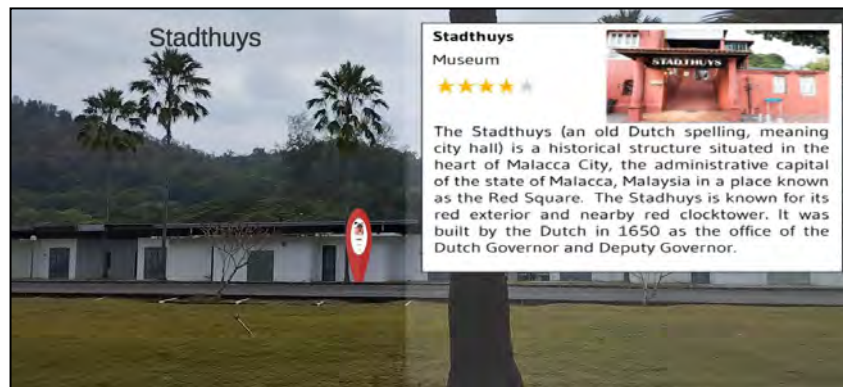 Stadthuys
Stadthuys
Museum
STADTHUYS
The Stadthuys (an old Dutch spelling, meaning
city hall) is a historical structure situated in the
heart of Malacca City, the administrative capital
of the state of Malacca, Malaysia in a place known
as the Red Square. The Stadhuys is known for its
red exterior and nearby red clocktower. It was
built by the Dutch in 1650 as the office of the
Dutch Governor and Deputy Governor.